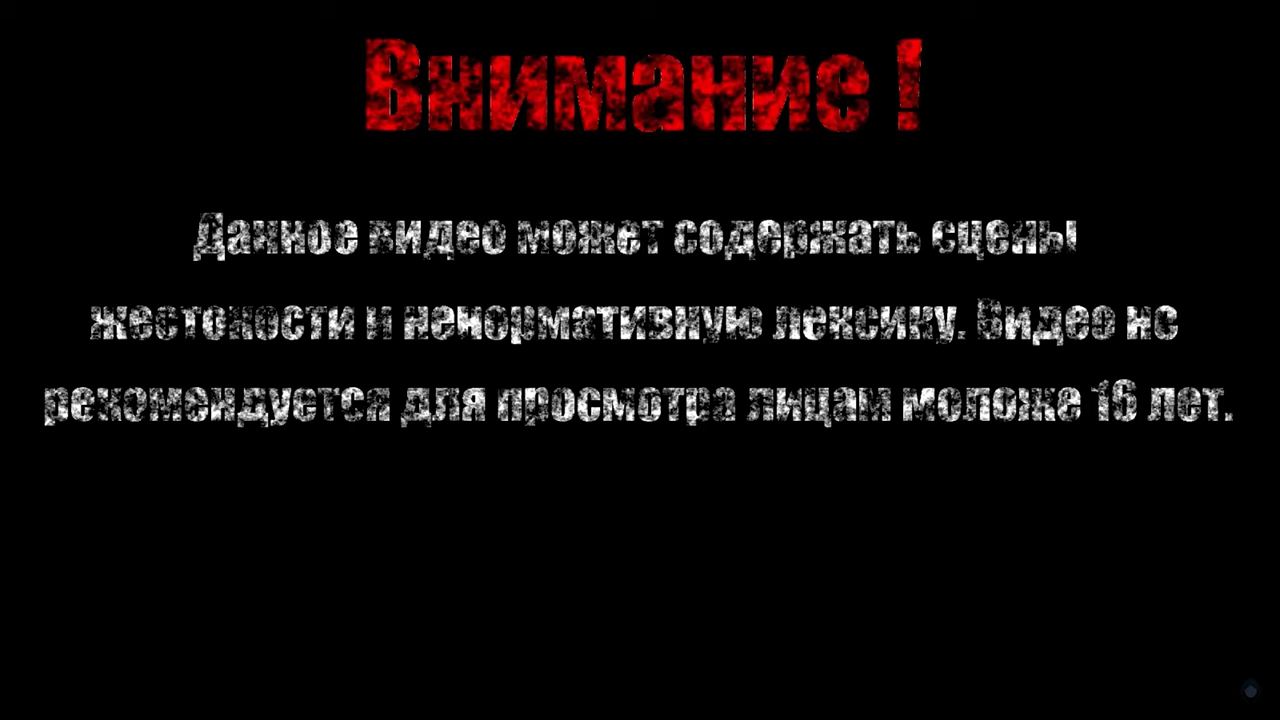 Внимание !
Данное видео может содержать сцены
жестокости и ненормативную лексику. Видео не
рекомендуется для просмотра лицам моложе 16 лет.